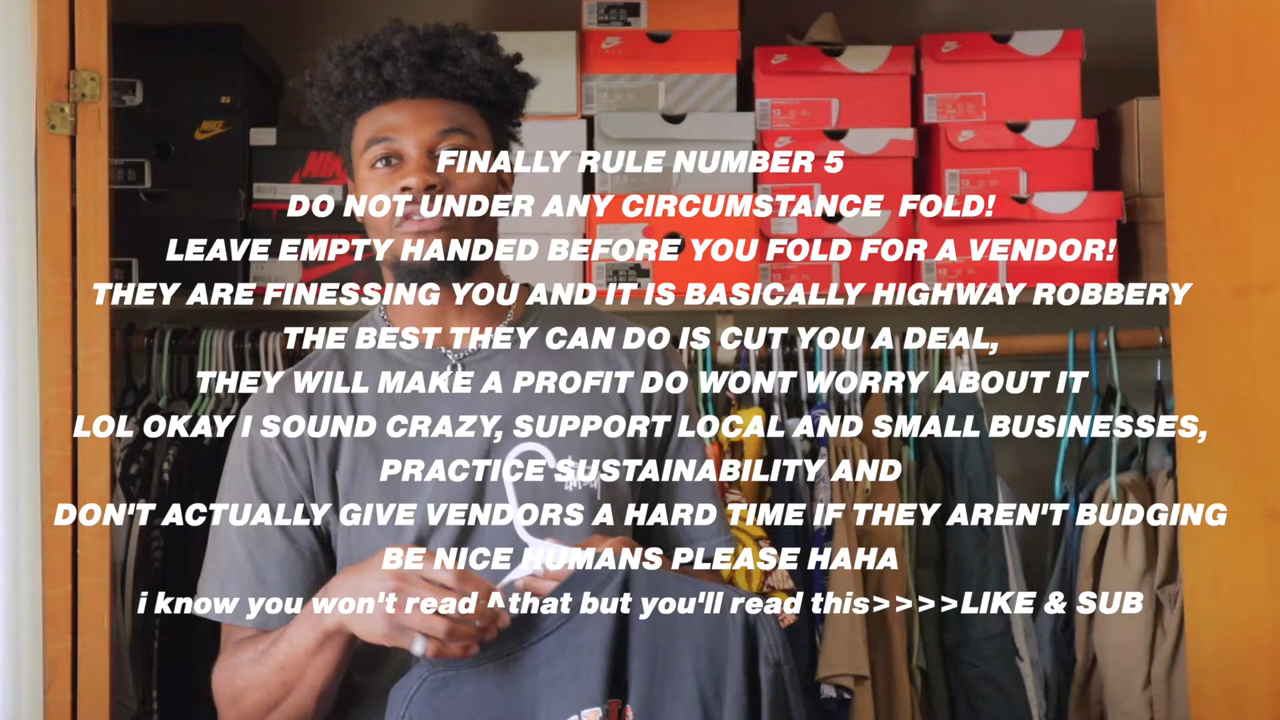 FINALLY RULE NUMBER 5
DO NOT UNDER ANY CIRCUMSTANCE FOLD!
LEAVE EMPTY HANDED BEFORE YOU FOLD FOR A VENDOR!
THEY ARE FINESSING YOU AND IT IS BASICALLY HIGHWAY ROBBERY
THE BEST THEY CAN DO IS CUT YOU A DEAL,
THEY WILL MAKE A PROFIT DO WONT WORRY ABOUT IT
LOL OKAY I SOUND CRAZY, SUPPORT LOCAL AND SMALL BUSINESSES,
PRACTICE SUSTAINABILITY AND
DON'T ACTUALLY GIVE VENDORS A HARD TIME IF THEY AREN'T BUDGING
BE NICE HUMANS PLEASE HAHA
i know you won't read ^that but you'll read this>>>>LIKE & SUB
23
NIKE
NIKE